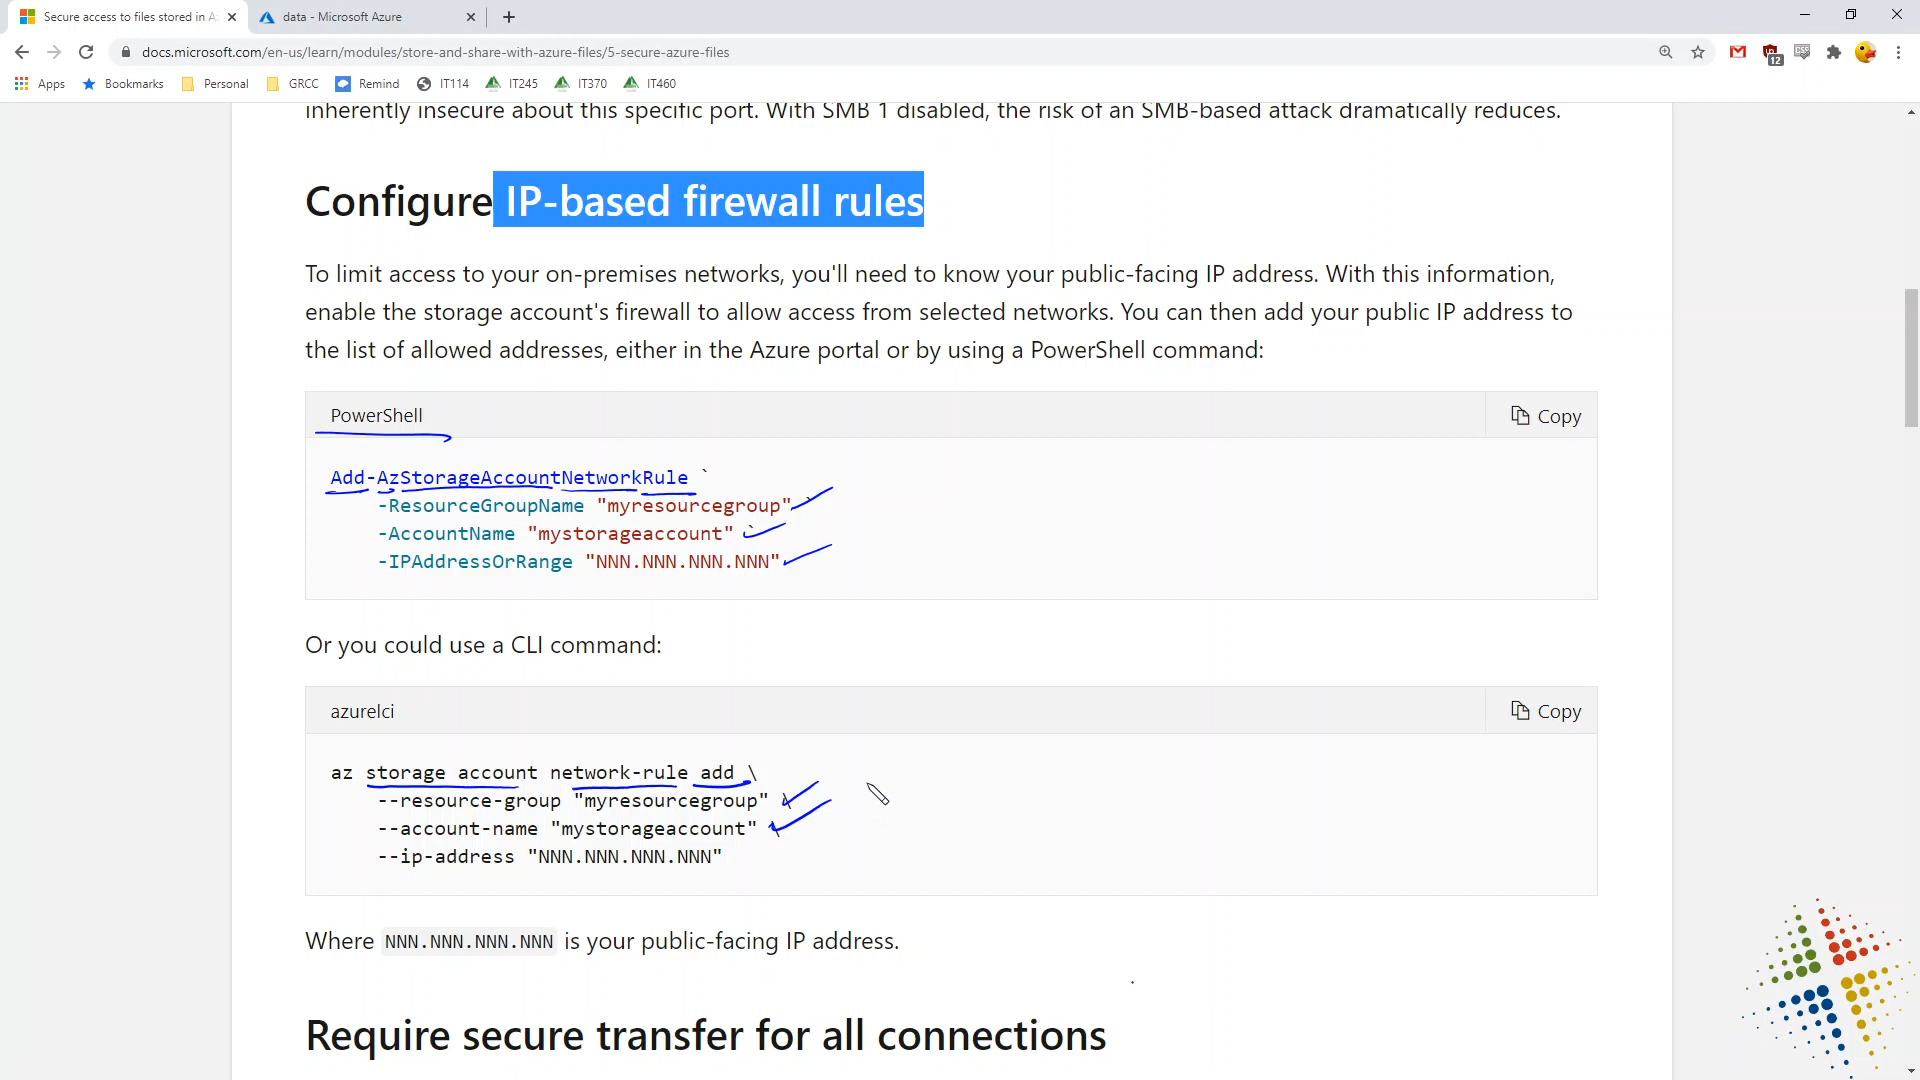 Secure access to files stored in A
data - Microsoft Azure
docs.microsoft.com/en-us/learn/modules/store-and-share-with-azure-files/5-secure-azure-files
12
Apps
Bookmarks
Personal
GRCC
Remind
IT114
IT245
IT370
IT460
inherently insecure about this specific port. With SMB 1 disabled, the risk of an SMB-based attack dramatically reduces.
Configure IP-based firewall rules
To limit access to your on-premises networks, you'll need to know your public-facing IP address. With this information,
enable the storage account's firewall to allow access from selected networks. You can then add your public IP address to
the list of allowed addresses, either in the Azure portal or by using a PowerShell command:
PowerShell
Copy
Add-AzStorageAccountNetworkRule `
-ResourceGroupName "myresourcegroup" `
-AccountName "mystorageaccount" `
-IPAddressOrRange "NNN.NNN.NNN.NNN"
Or you could use a CLI command:
azurelci
Copy
az storage account network-rule add \
--resource-group "myresourcegroup" \
--account-name "mystorageaccount" \
--ip-address "NNN.NNN.NNN.NNN"
Where NNN.NNN.NNN.NNN is your public-facing IP address.
Require secure transfer for all connections